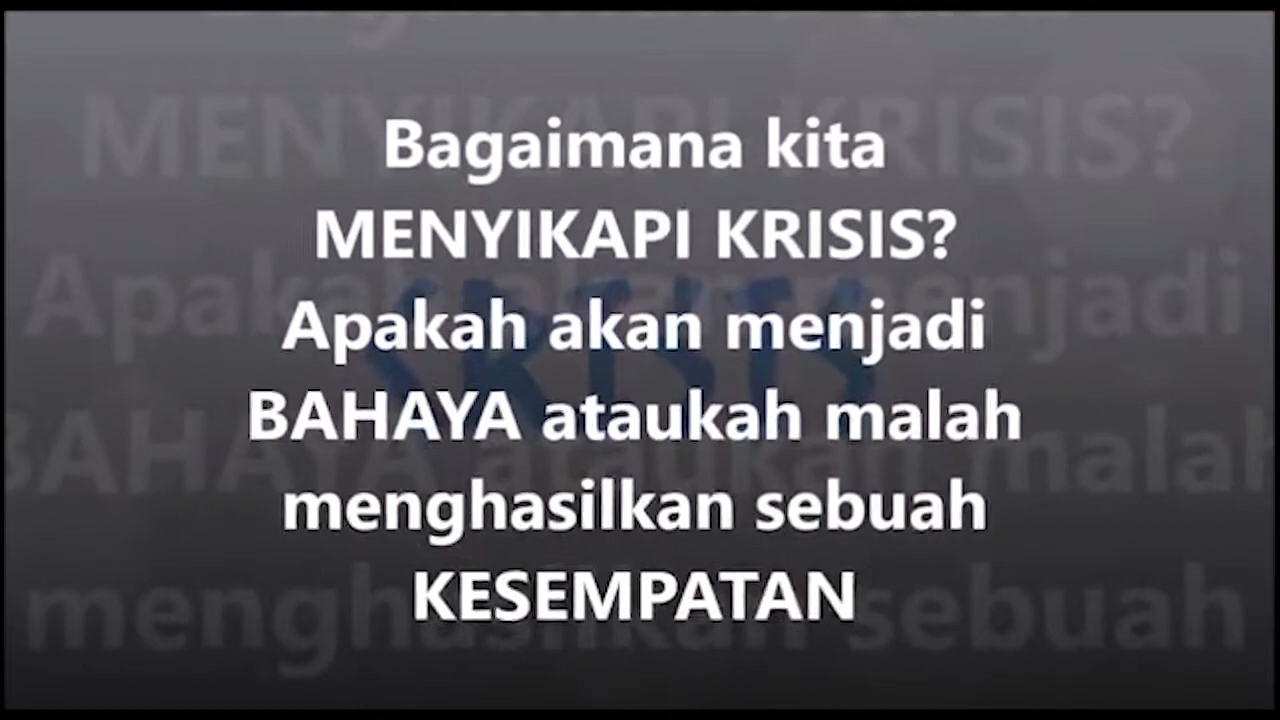 Bagaimana kita
MENYIKAPI KRISIS?
Apakah akan menjadi
BAHAYA ataukah malah
menghasilkan sebuah
KESEMPATAN